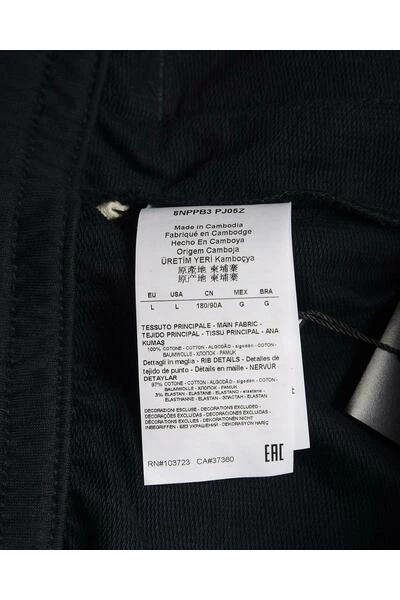 8NPPB3 PJ05Z
Made in Cambodia
Fabriqué en Cambodge
Hecho En Camboya
Origem Camboja
ÜRETİM YERİ Kamboçya
原產地 柬埔寨
原产地 柬埔寨
EU USA CN MEX BRA
L L 180/90A G G
TESSUTO PRINCIPALE - MAIN FABRIC -
TEJIDO PRINCIPAL - TISSU PRINCIPAL - ANA
KUMAŞ
100% COTONE - COTTON - ALGODÃO - algodón - COTON -
BAUMWOLLE - ХЛОПОК - PAMUK
Dettagli in maglia - RIB DETAILS - Detalles de
tejido de punto - Détails en maille - NERVÜR
DETAYLAR
97% COTONE - COTTON - ALGODÃO - algodón - COTON -
BAUMWOLLE - ХЛОПОК - PAMUK
3% ELASTAN - ELASTANE - ELASTANO - elastano -
ÉLASTHANNE - ELASTAN - ЭЛАСТАН - ELASTAN
DECORAZIONI ESCLUSE - DECORATIONS EXCLUDED -
DECORAÇÕES EXCLUÍDAS - DECORACIONES EXCLUIDAS
- DÉCORATIONS EXCLUES - DEKORATIONEN NICHT
INBEGRIFFEN - БЕЗ УКРАШЕНИЙ - DEKORASYON HARİÇ
RN#103723 CA#37360
EAC